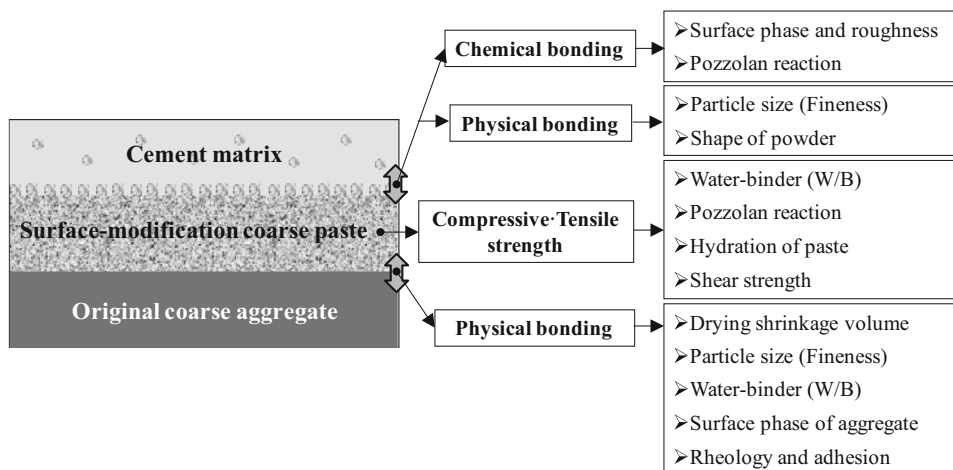 Cement matrix
Surface-modification coarse paste
Original coarse aggregate
Chemical bonding
➢Surface phase and roughness
➢Pozzolan reaction
Physical bonding
➢Particle size (Fineness)
➢Shape of powder
Compressive·Tensile
strength
➢Water-binder (W/B)
➢Pozzolan reaction
➢Hydration of paste
➢Shear strength
Physical bonding
➢Drying shrinkage volume
➢Particle size (Fineness)
➢Water-binder (W/B)
➢Surface phase of aggregate
➢Rheology and adhesion